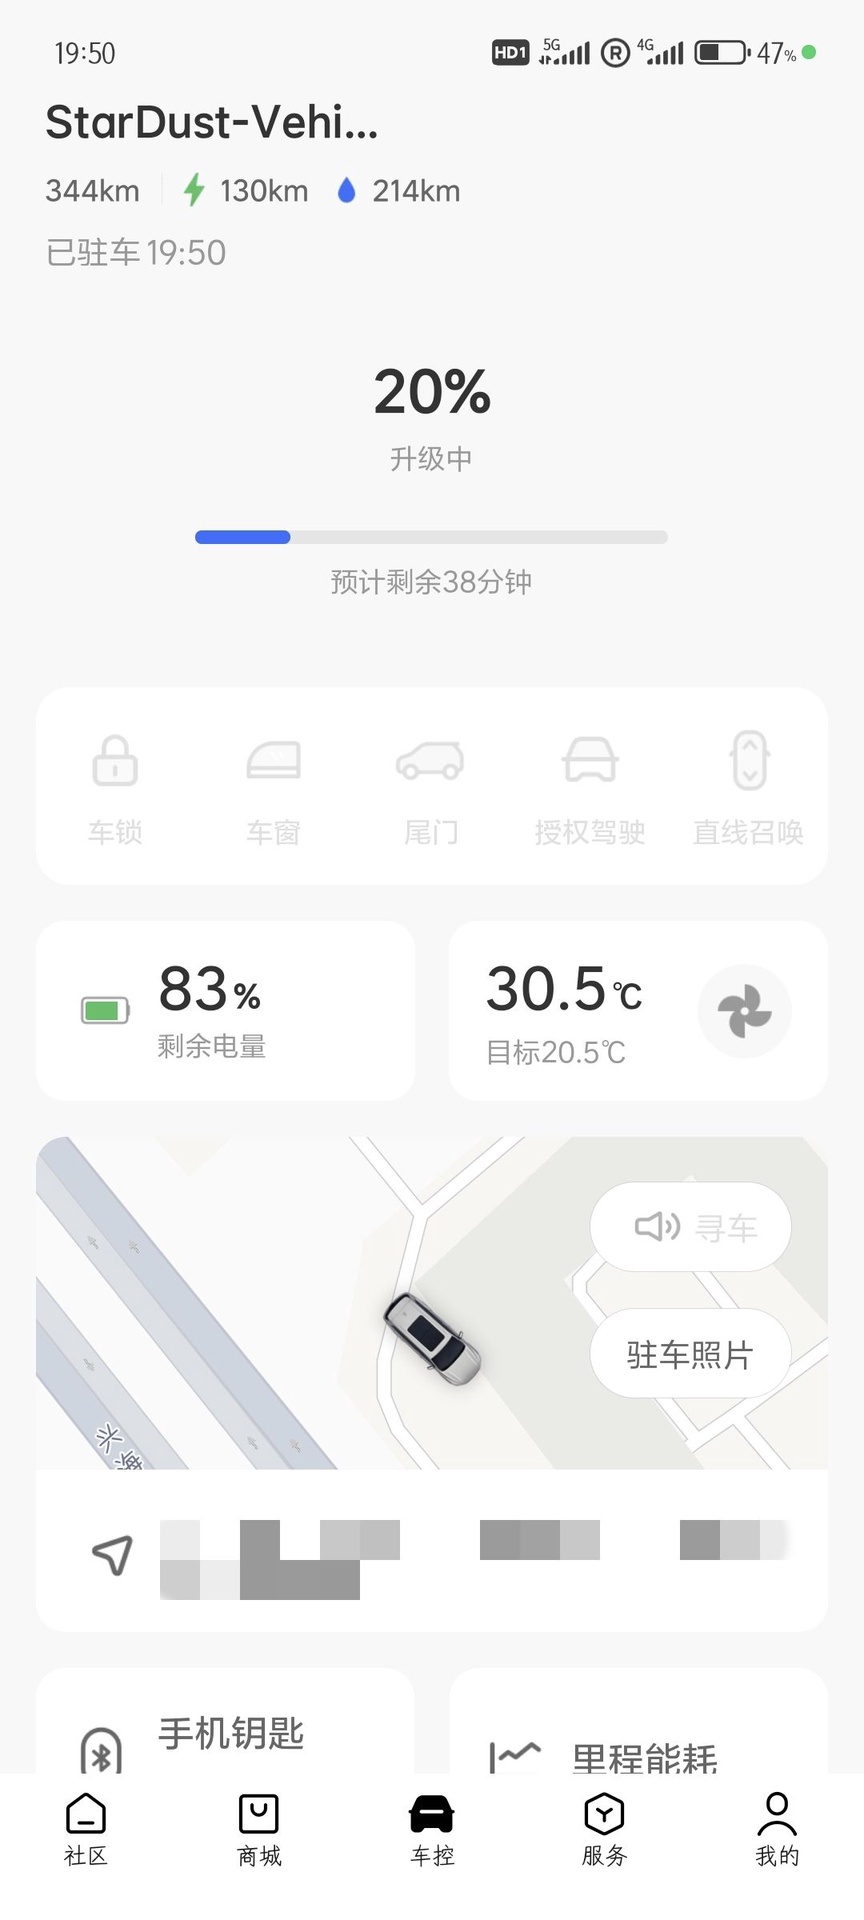 19:50
HD1 5G R 4G 47%
StarDust-Vehi...
344km 130km 214km
已驻车 19:50
20%
升级中
预计剩余38分钟
车锁 车窗 尾门 授权驾驶 直线召唤
83%
剩余电量
30.5℃
目标20.5℃
寻车
驻车照片
兴海
手机钥匙
里程能耗
社区 商城 车控 服务 我的